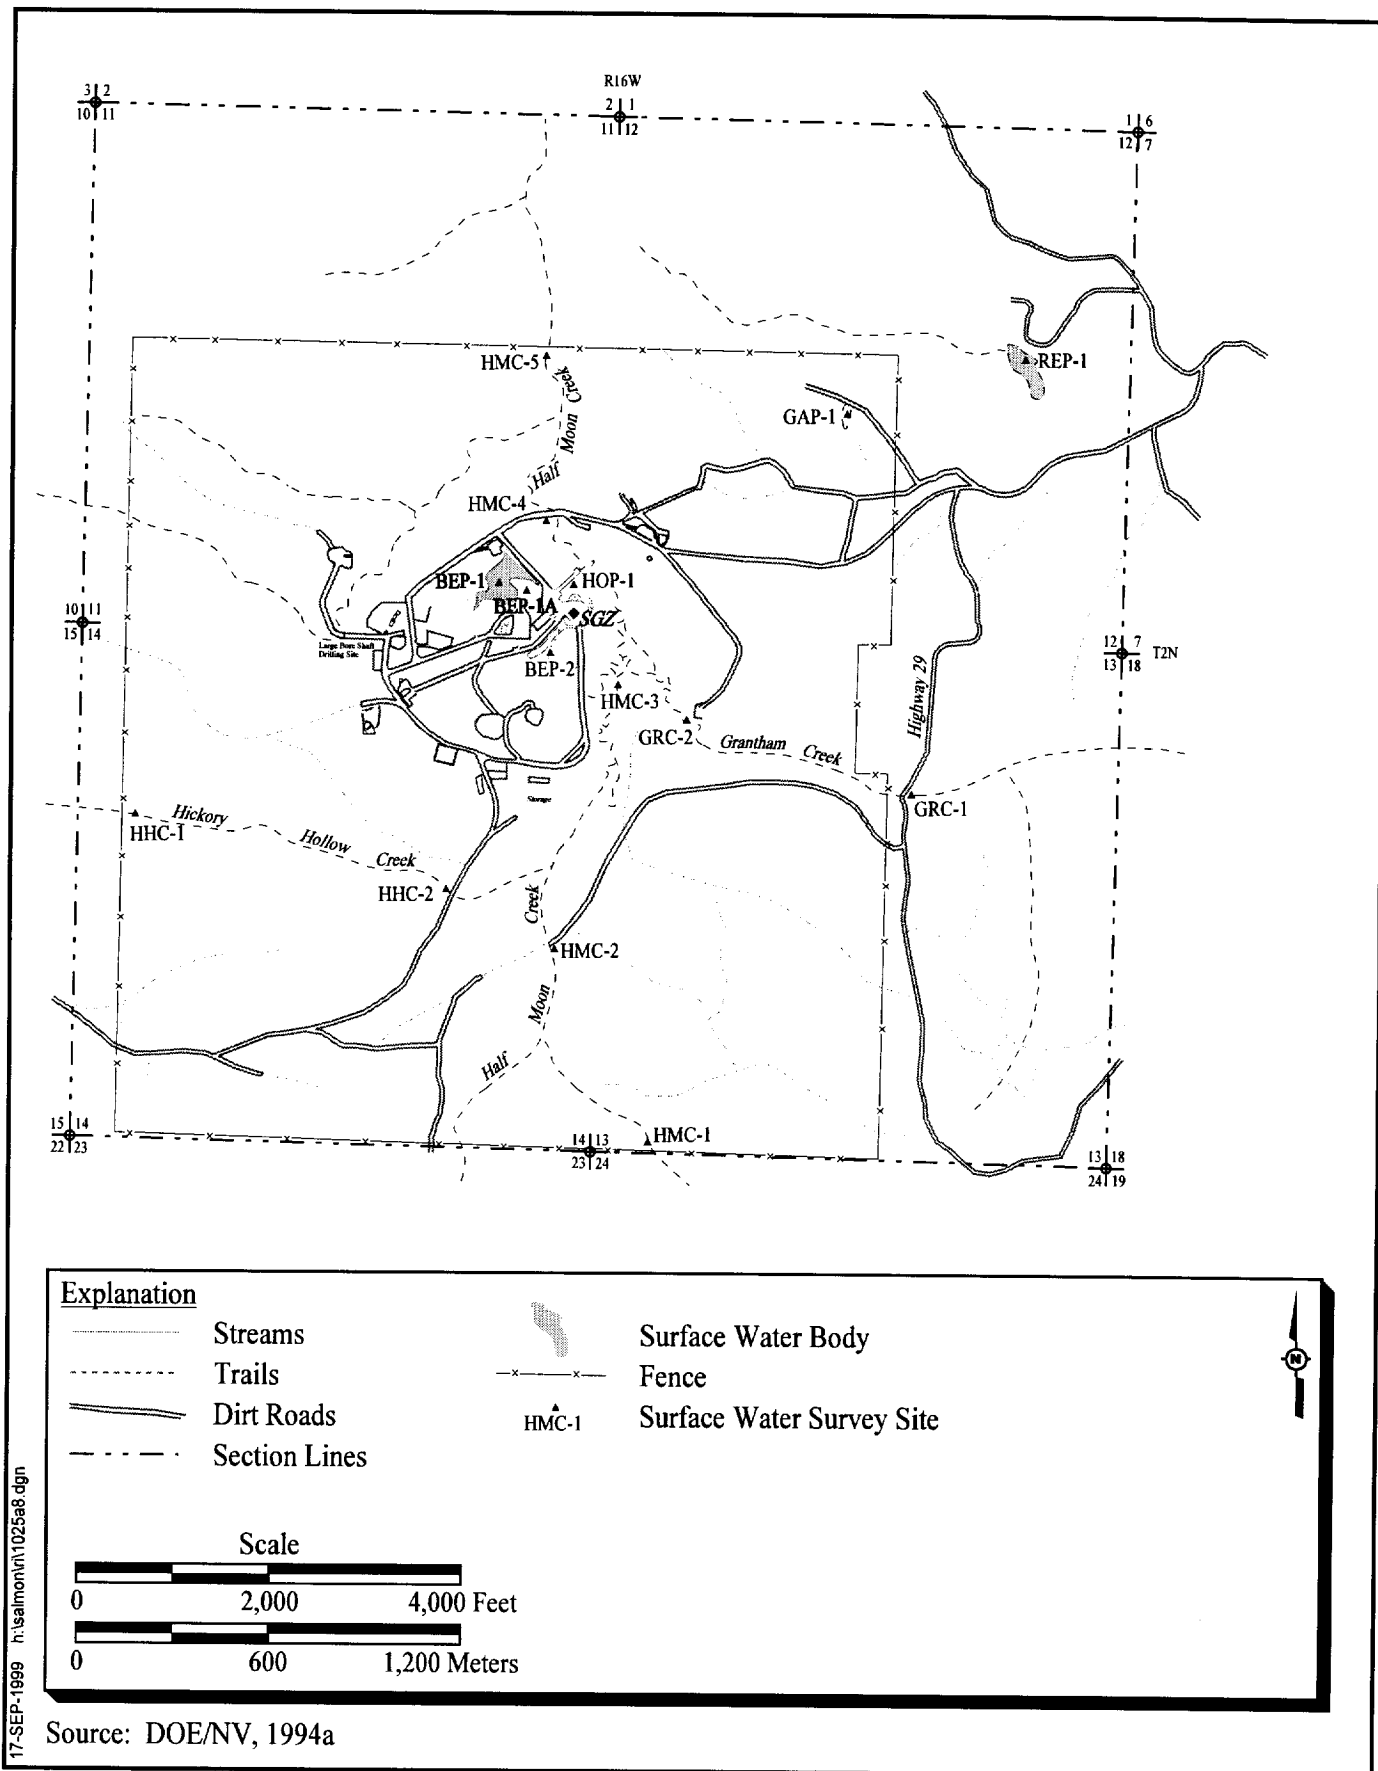 R16W
3 2
10 11
2 1
11 12
1 6
12 7
HMC-5
Half Moon Creek
REP-1
GAP-1
HMC-4
BEP-1
HOP-1
BEP-1A
SGZ
10 11
15 14
Large Bore Shaft
Drilling Site
BEP-2
12 7
13 18
T2N
HMC-3
GRC-2
Grantham Creek
Highway 29
GRC-1
Storage
HHC-1
Hickory Hollow Creek
HHC-2
HMC-2
Half Moon Creek
15 14
22 23
14 13
23 24
HMC-1
13 18
24 19
Explanation
Streams
Trails
Dirt Roads
Section Lines
Surface Water Body
Fence
HMC-1
Surface Water Survey Site
N
Scale
0 2,000 4,000 Feet
0 600 1,200 Meters
17-SEP-1999 h:\salmon\ri\1025a8.dgn
Source: DOE/NV, 1994a